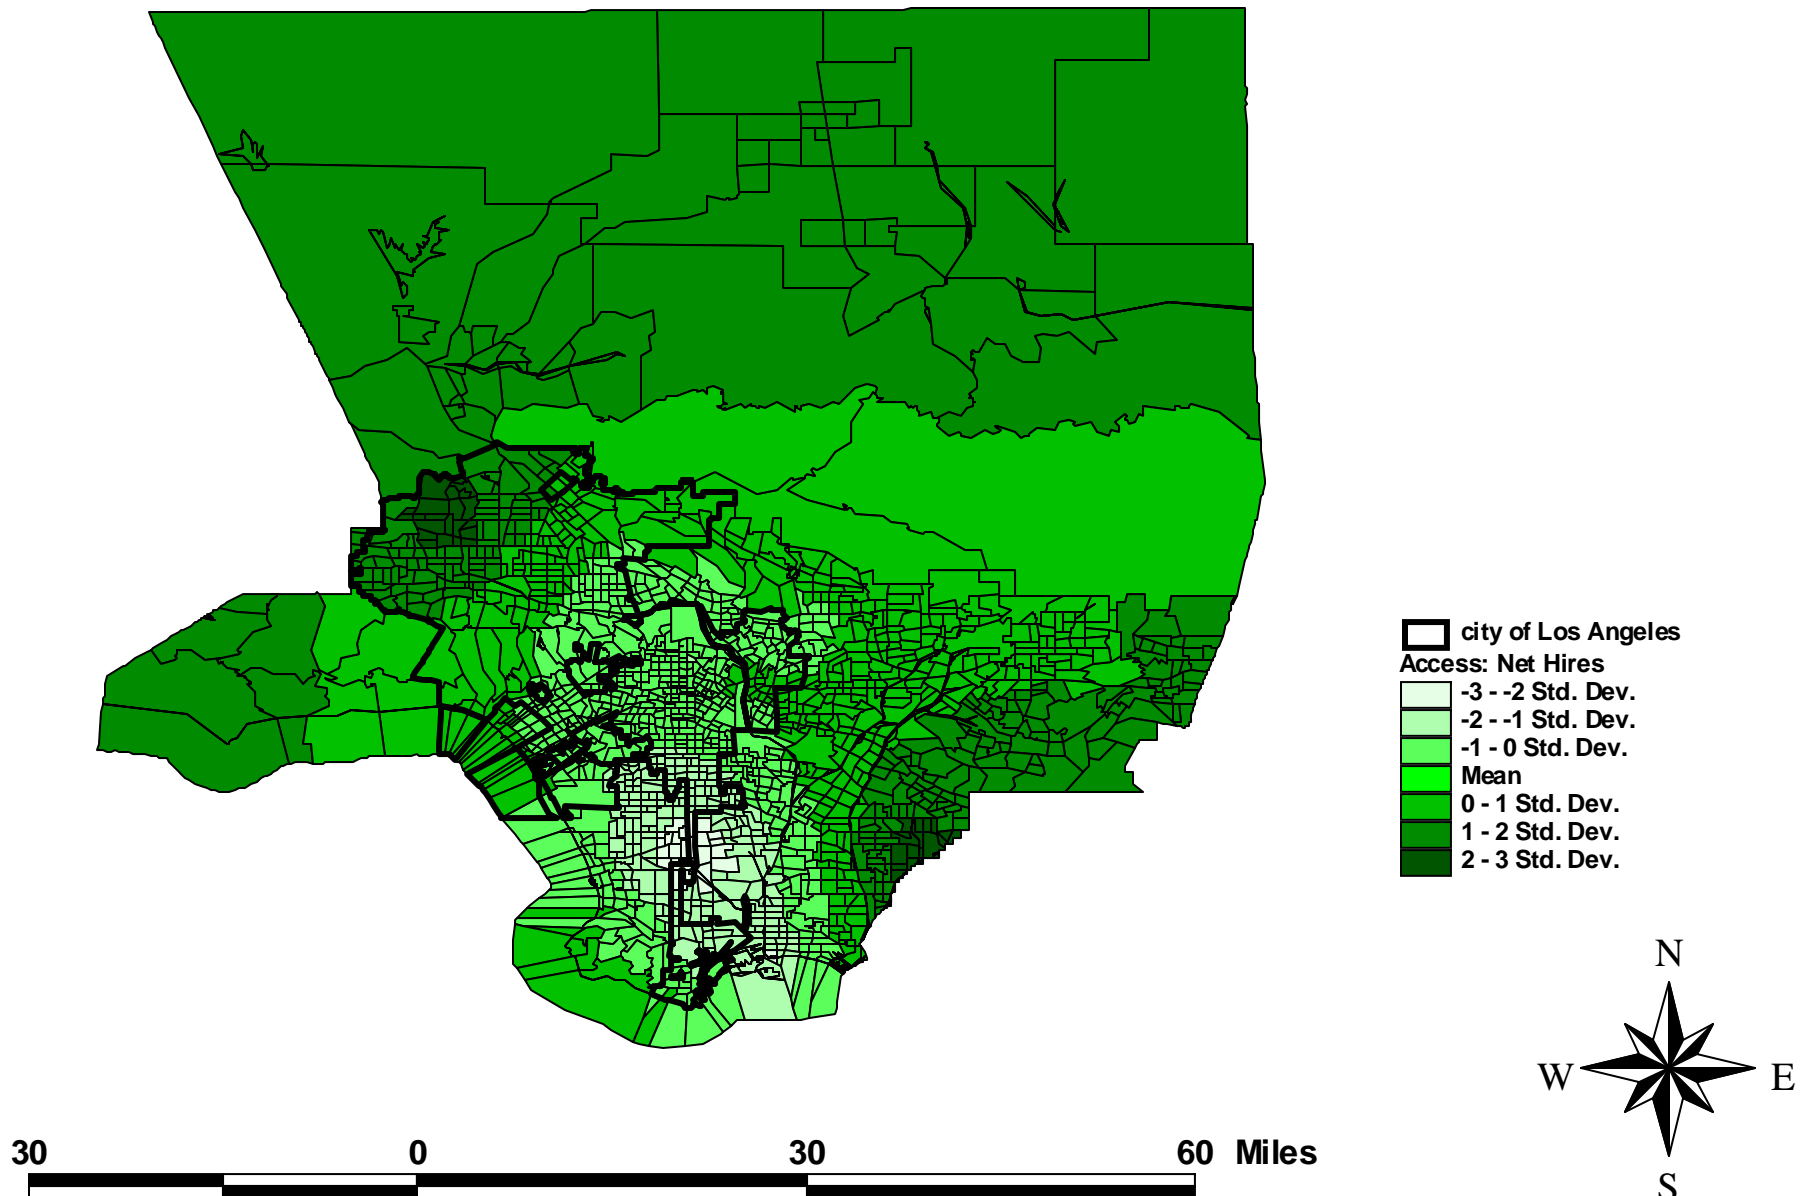 city of Los Angeles
Access: Net Hires
-3 - -2 Std. Dev.
-2 - -1 Std. Dev.
-1 - 0 Std. Dev.
Mean
0 - 1 Std. Dev.
1 - 2 Std. Dev.
2 - 3 Std. Dev.
N
W E
S
30 0 30 60 Miles